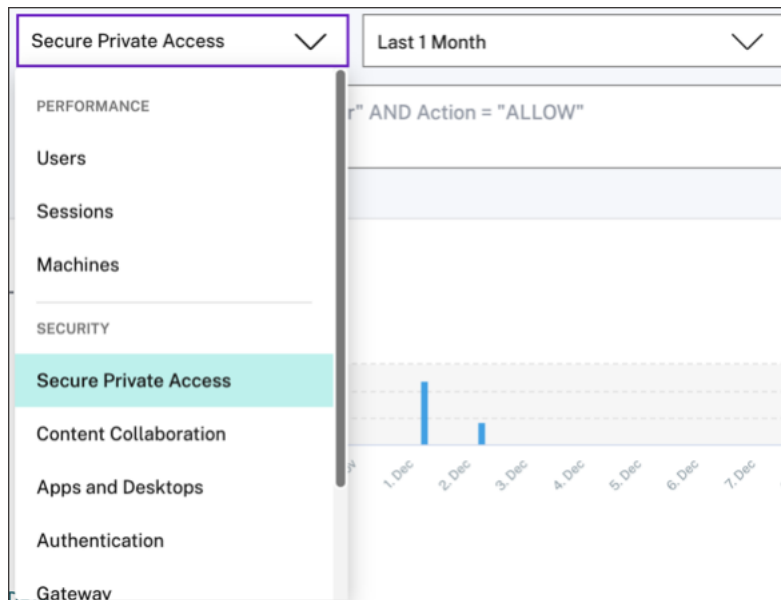 Secure Private Access
Last 1 Month
r" AND Action = "ALLOW"
PERFORMANCE
Users
Sessions
Machines
SECURITY
Secure Private Access
Content Collaboration
Apps and Desktops
Authentication
Gateway
1. Dec
2. Dec
3. Dec
4. Dec
5. Dec
6. Dec
7. Dec